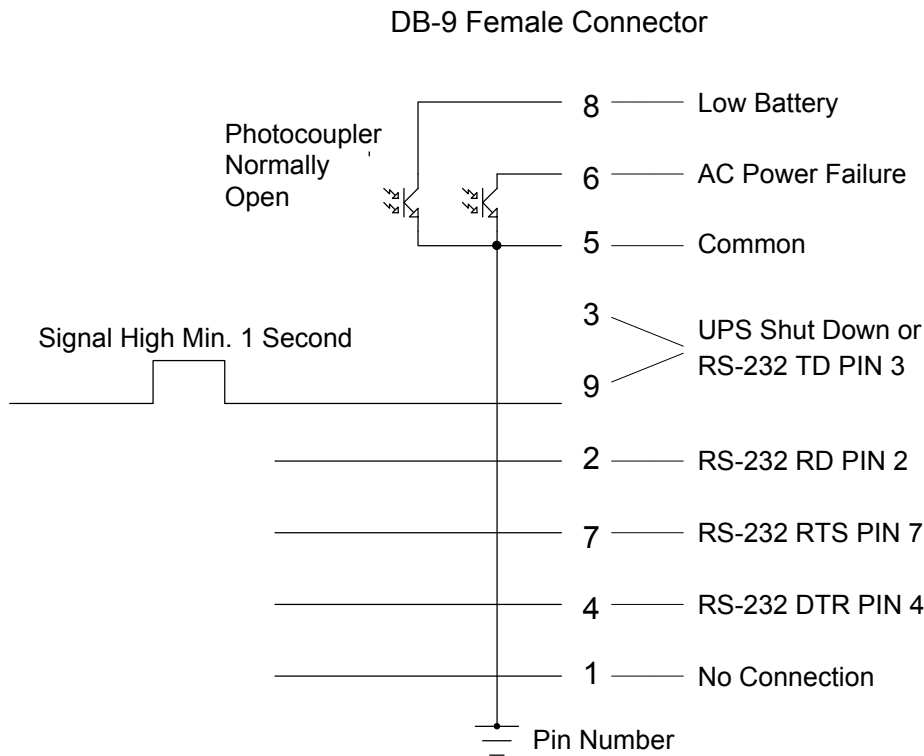 DB-9 Female Connector
8 Low Battery
Photocoupler
Normally
Open
6 AC Power Failure
5 Common
3
UPS Shut Down or
RS-232 TD PIN 3
Signal High Min. 1 Second
9
2 RS-232 RD PIN 2
7 RS-232 RTS PIN 7
4 RS-232 DTR PIN 4
1 No Connection
Pin Number